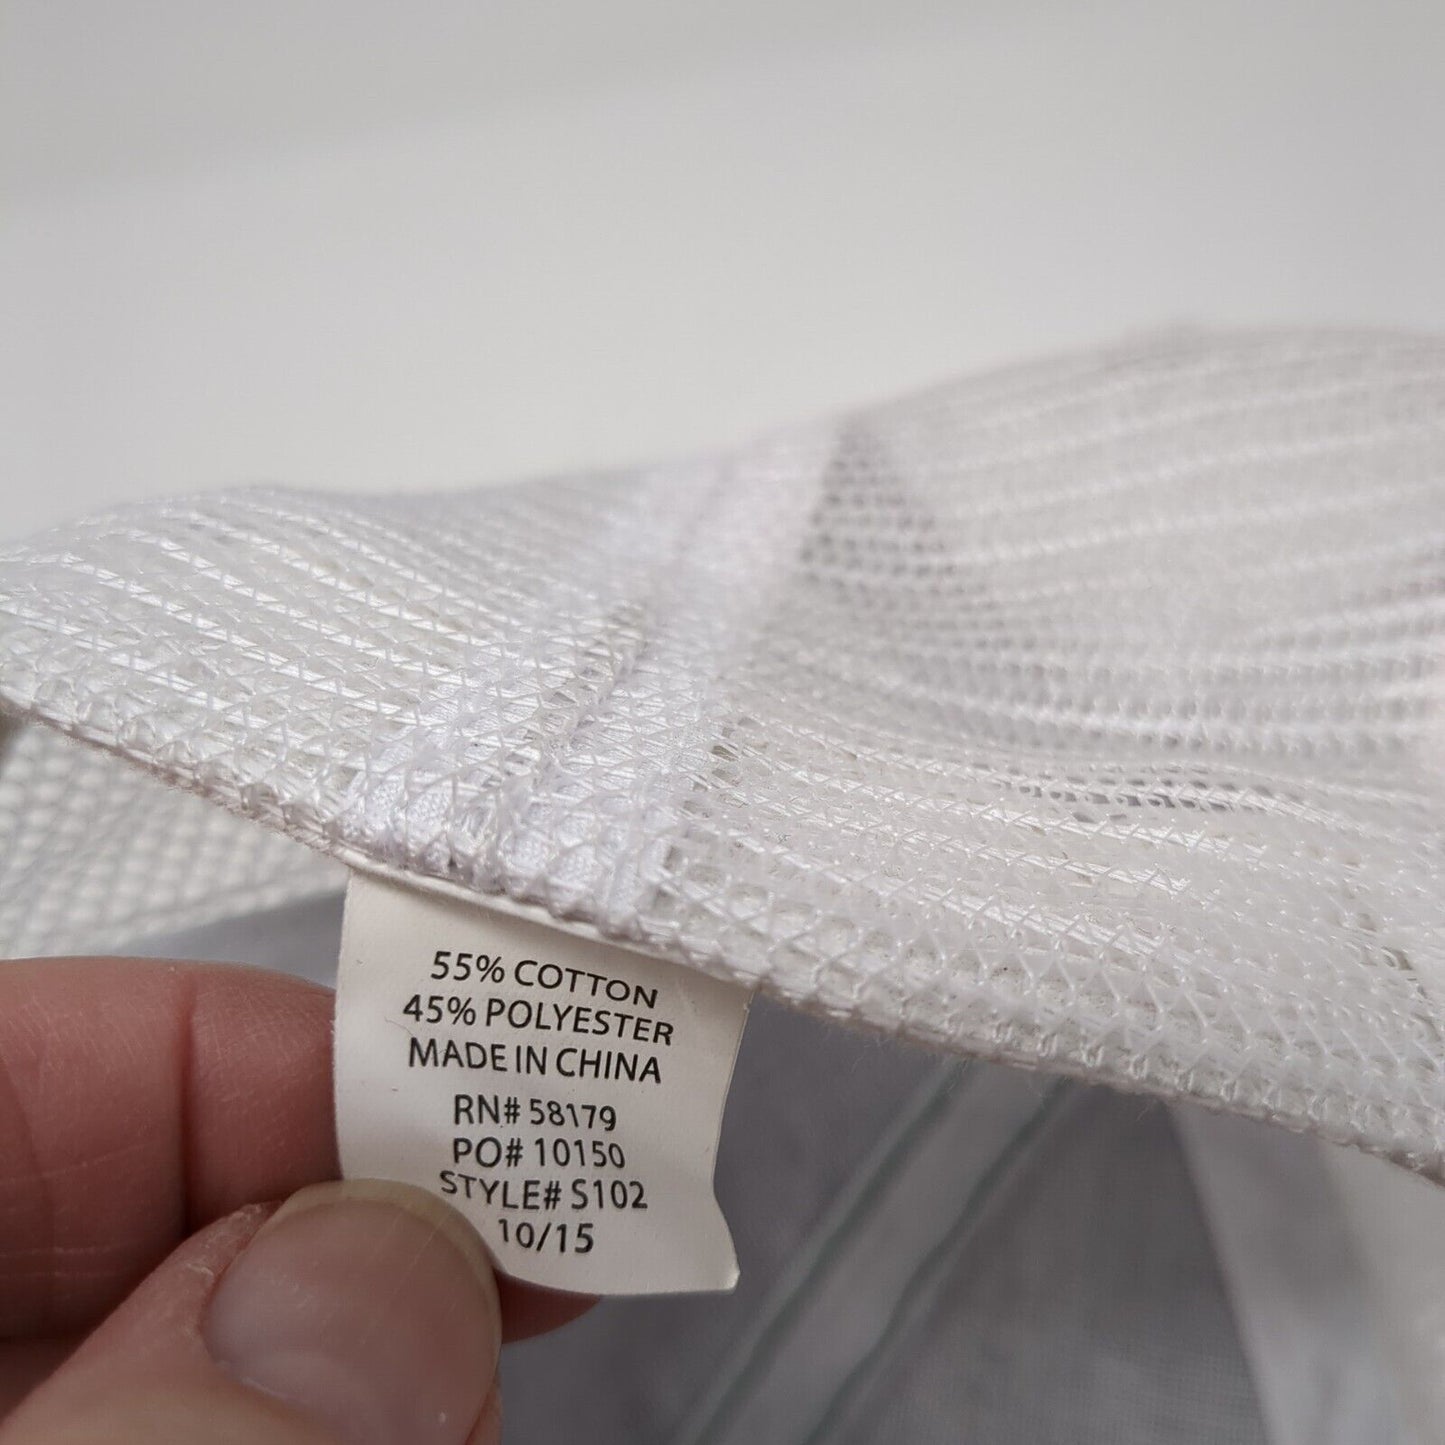 55% COTTON
45% POLYESTER
MADE IN CHINA
RN# 58179
PO# 10150
STYLE# S102
10/15